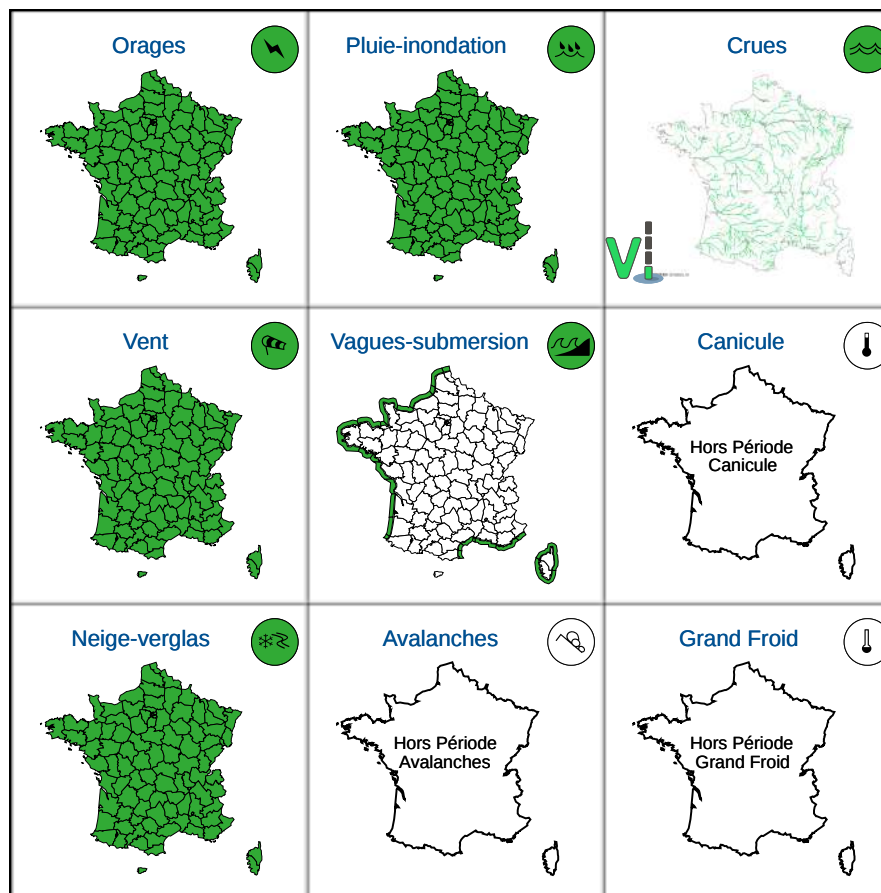 Orages
Pluie-inondation
Crues
Vent
Vagues-submersion
Canicule
Hors Période
Canicule
Neige-verglas
Avalanches
Grand Froid
Hors Période
Avalanches
Hors Période
Grand Froid